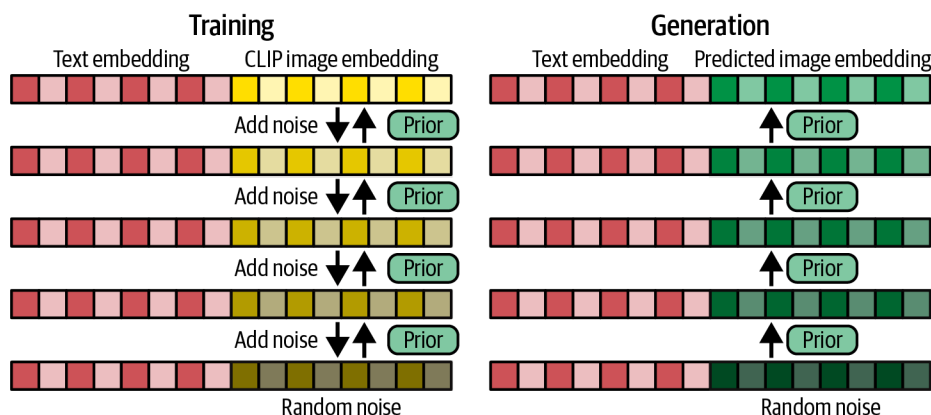 Training
Text embedding
CLIP image embedding
Add noise
Prior
Add noise
Prior
Add noise
Prior
Add noise
Prior
Random noise
Generation
Text embedding
Predicted image embedding
Prior
Prior
Prior
Prior
Random noise